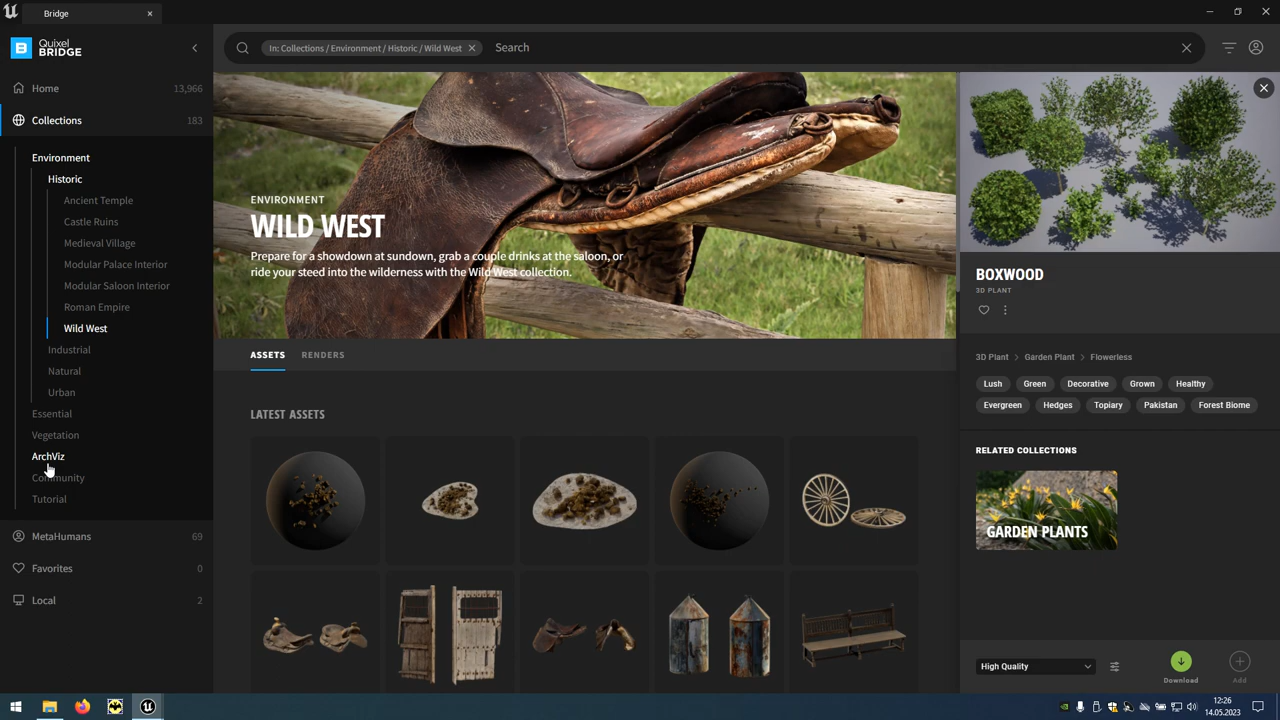 Bridge
Quixel
BRIDGE
In: Collections / Environment / Historic / Wild West
Search
Home 13,966
Collections 183
Environment
Historic
Ancient Temple
Castle Ruins
Medieval Village
Modular Palace Interior
Modular Saloon Interior
Roman Empire
Wild West
Industrial
Natural
Urban
Essential
Vegetation
ArchViz
Community
Tutorial
MetaHumans 69
Favorites 0
Local 2
ENVIRONMENT
WILD WEST
Prepare for a showdown at sundown, grab a couple drinks at the saloon, or
ride your steed into the wilderness with the Wild West collection.
ASSETS RENDERS
LATEST ASSETS
BOXWOOD
3D PLANT
3D Plant > Garden Plant > Flowerless
Lush Green Decorative Grown Healthy
Evergreen Hedges Topiary Pakistan Forest Biome
RELATED COLLECTIONS
GARDEN PLANTS
High Quality
Download
Add
12:26
14.05.2023